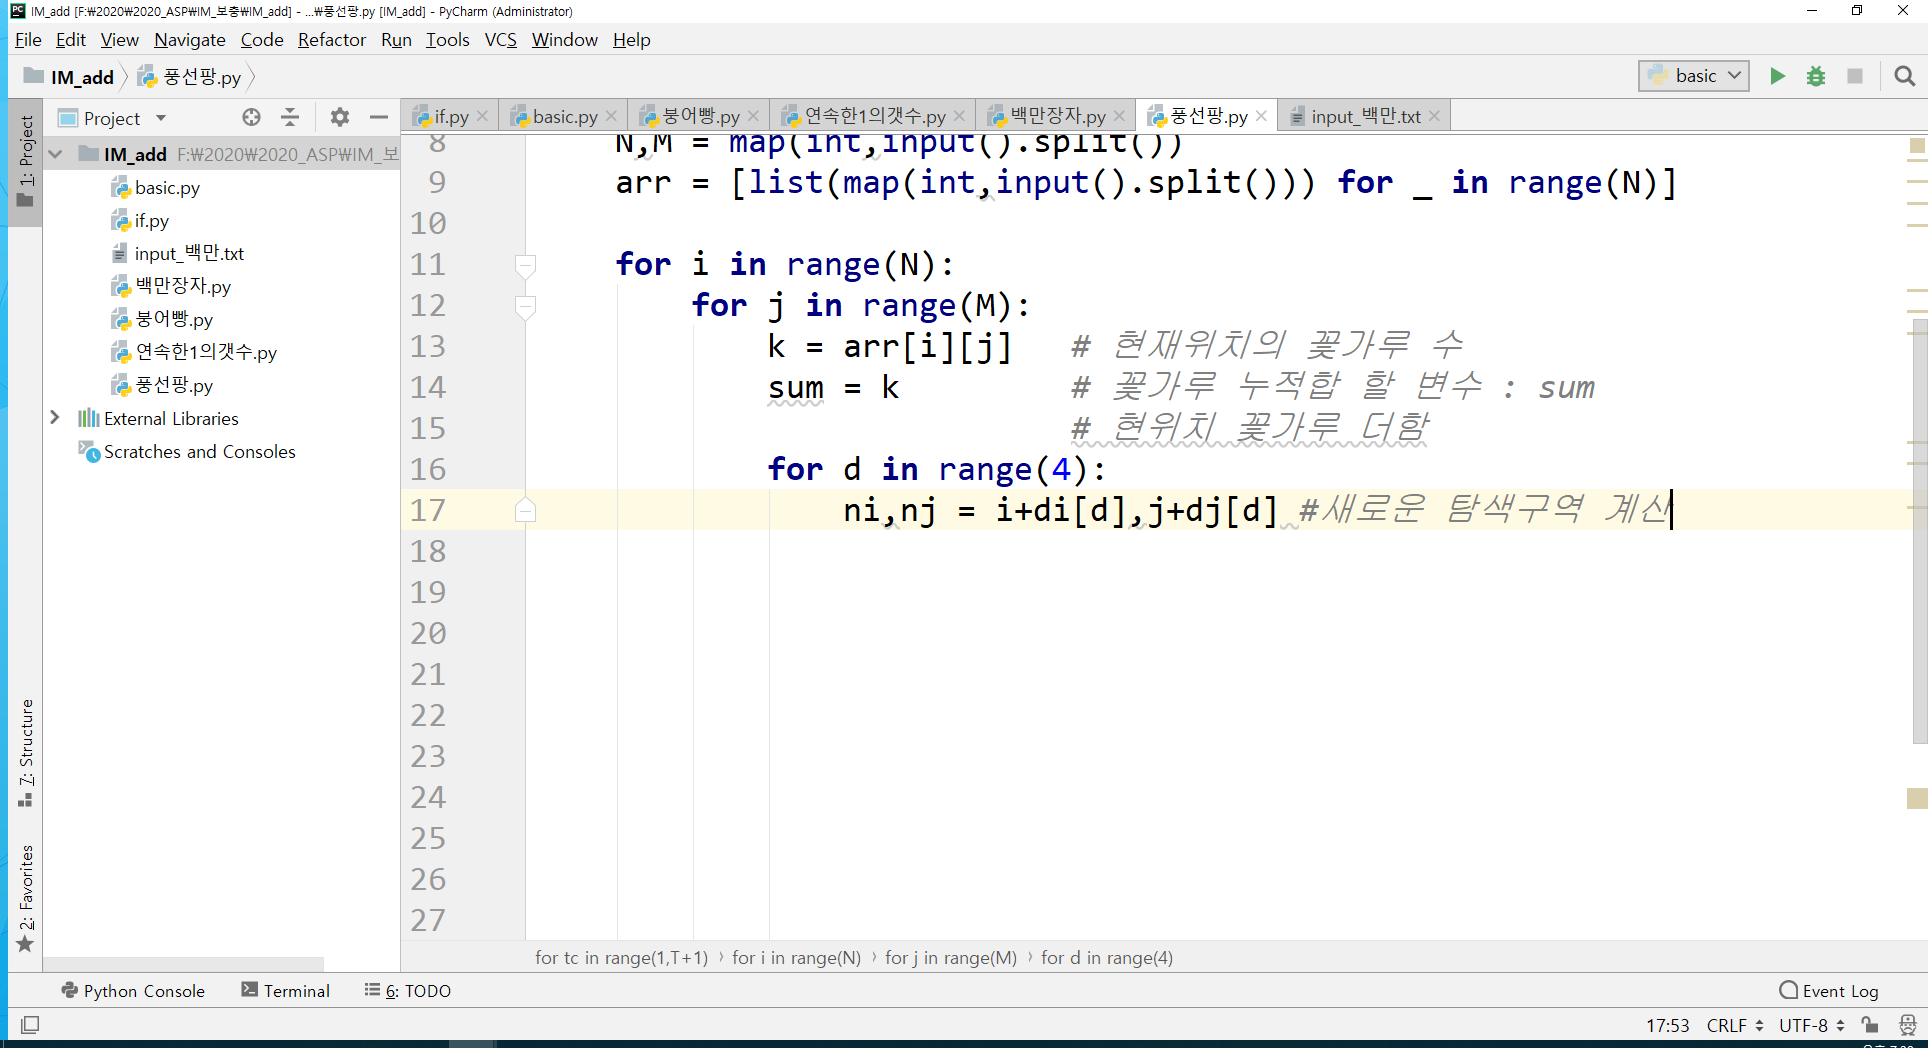 IM_add [F:￦2020￦2020_ASP￦IM_보충￦IM_add] - ...￦풍선팡.py [IM_add] - PyCharm (Administrator)
File Edit View Navigate Code Refactor Run Tools VCS Window Help
IM_add 풍선팡.py basic
1: Project
Project
if.py basic.py 붕어빵.py 연속한1의갯수.py 백만장자.py 풍선팡.py input_백만.txt
IM_add F:￦2020￦2020_ASP￦IM_보
basic.py
if.py
input_백만.txt
백만장자.py
붕어빵.py
연속한1의갯수.py
풍선팡.py
External Libraries
Scratches and Consoles
8 N,M = map(int,input().split())
9 arr = [list(map(int,input().split())) for _ in range(N)]
10
11 for i in range(N):
12 for j in range(M):
13 k = arr[i][j] # 현재위치의 꽃가루 수
14 sum = k # 꽃가루 누적합 할 변수 : sum
15 # 현위치 꽃가루 더함
16 for d in range(4):
17 ni,nj = i+di[d],j+dj[d] #새로운 탐색구역 계산
18
19
20
21
22
23
24
25
26
27
7: Structure
2: Favorites
for tc in range(1,T+1) › for i in range(N) › for j in range(M) › for d in range(4)
Python Console Terminal 6: TODO Event Log
17:53 CRLF UTF-8